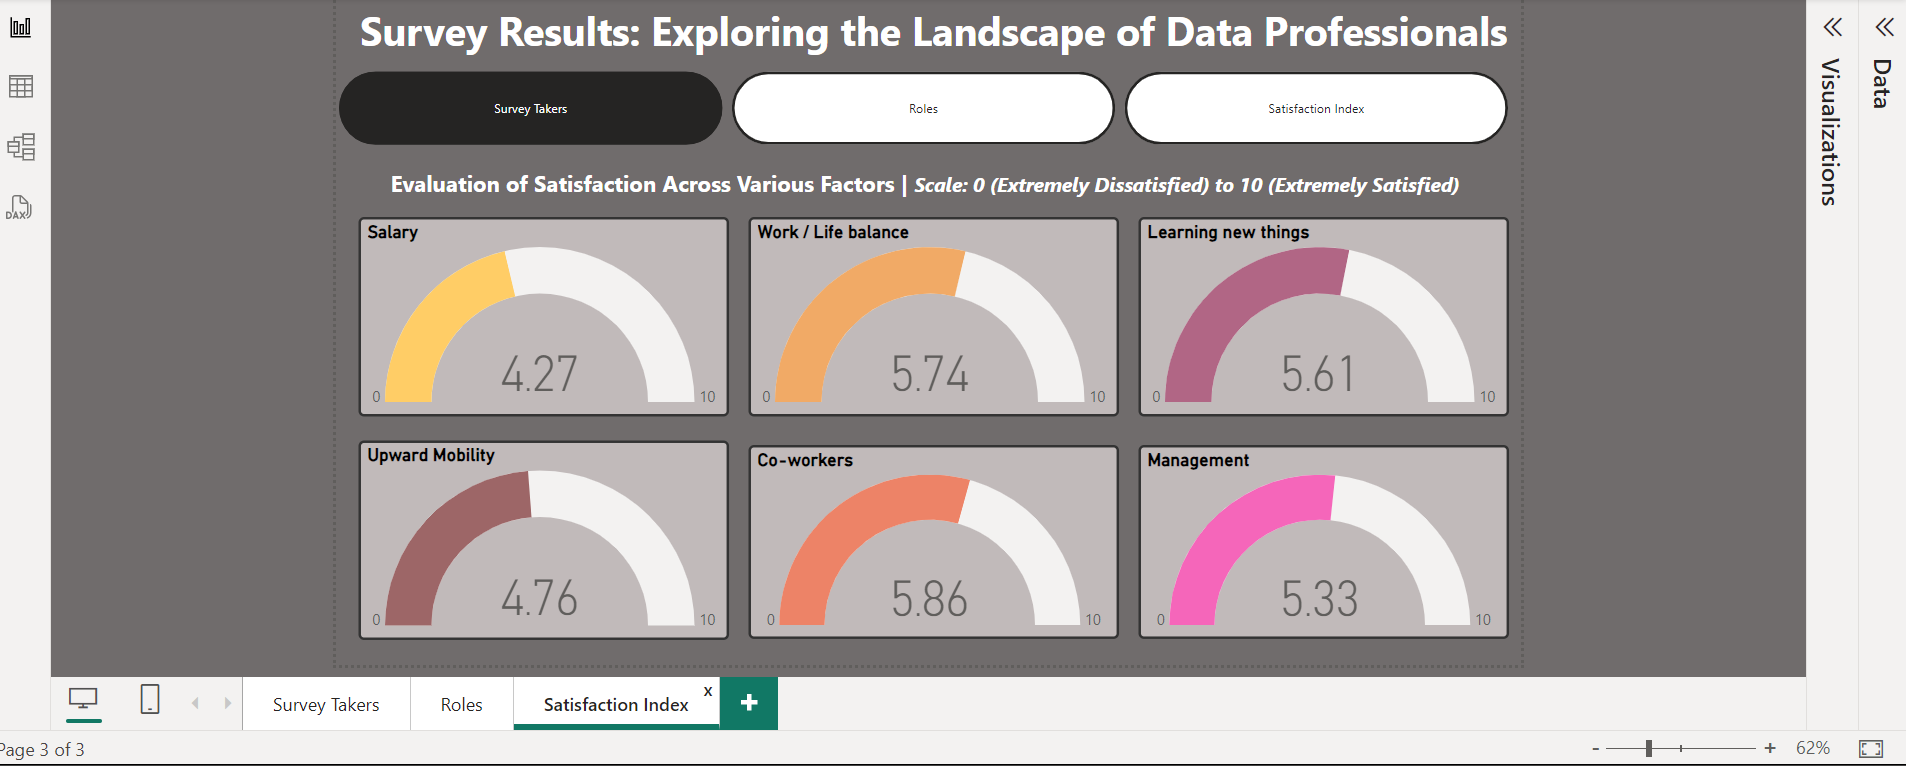 Survey Results: Exploring the Landscape of Data Professionals
Survey Takers
Roles
Satisfaction Index
Evaluation of Satisfaction Across Various Factors | Scale: 0 (Extremely Dissatisfied) to 10 (Extremely Satisfied)
Salary
4.27
0
10
Work / Life balance
5.74
0
10
Learning new things
5.61
0
10
Upward Mobility
4.76
0
10
Co-workers
5.86
0
10
Management
5.33
0
10
Visualizations
Data
DAX
Survey Takers
Roles
Satisfaction Index
x
+
Page 3 of 3
- + 62%